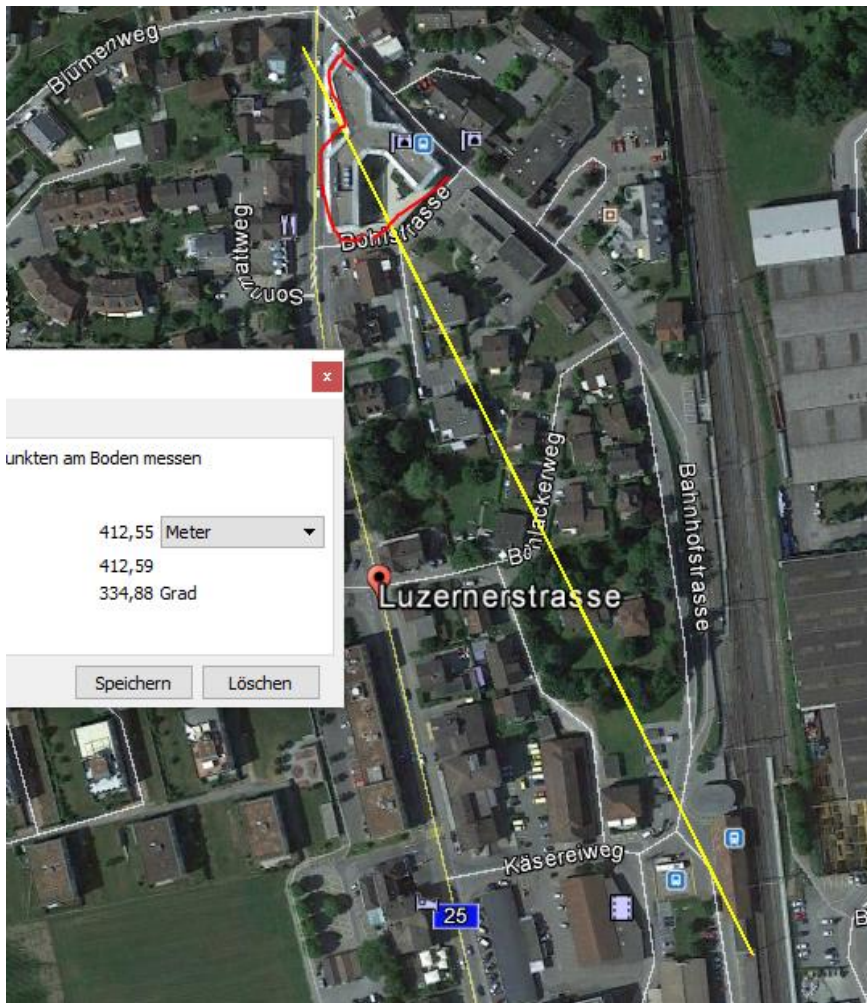 Blumenweg
Bohlstrasse
Sonnmattweg
x
unkten am Boden messen
412,55 Meter
412,59
334,88 Grad
Speichern Löschen
Bohlackerweg
Bahnhofstrasse
Luzernerstrasse
Käsereiweg
25
B